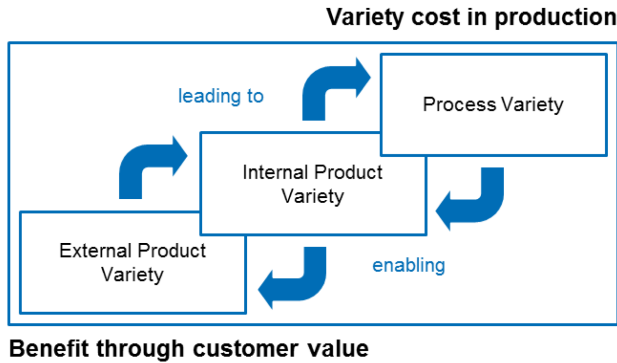 Variety cost in production
leading to
Process Variety
Internal Product
Variety
External Product
Variety
enabling
Benefit through customer value